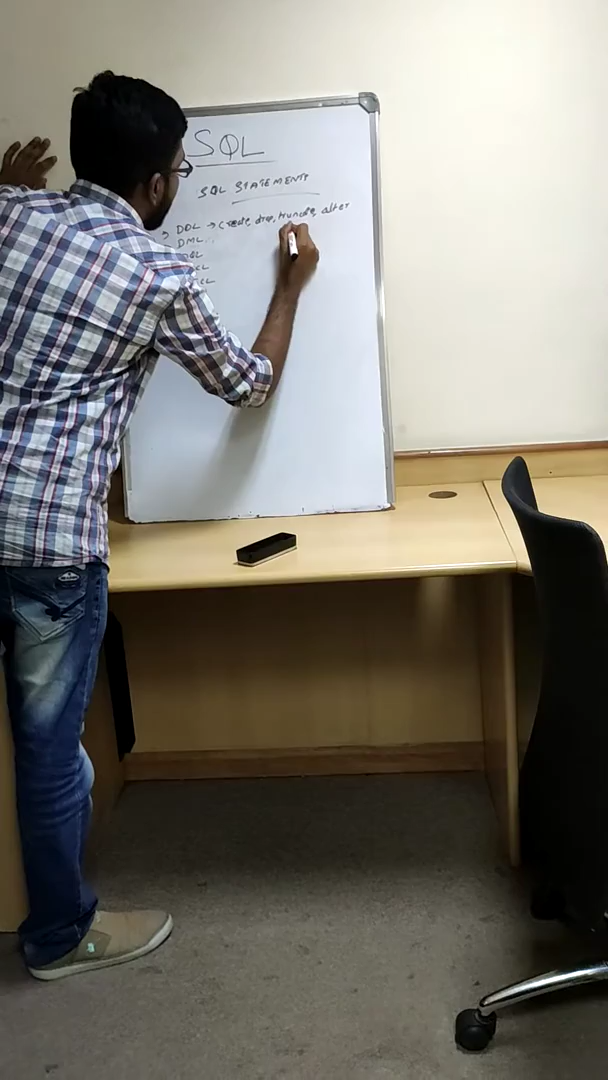 SQL
SQL STATEMENTS
DDL → Create, drop, truncate, alter
DML